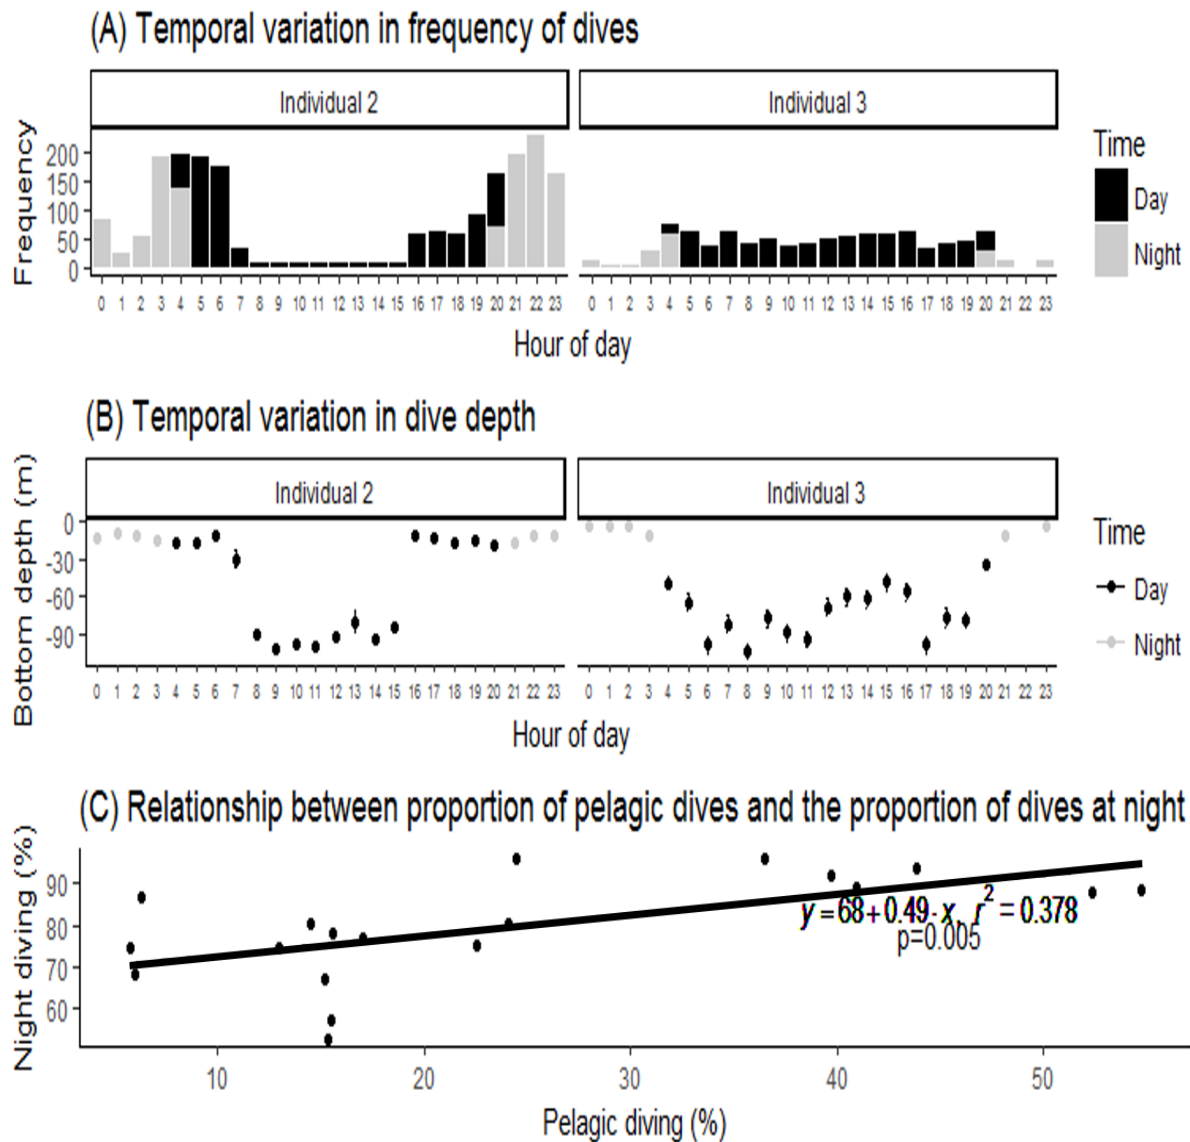 (A) Temporal variation in frequency of dives
Individual 2
Individual 3
Frequency
200
150
100
50
0
0 1 2 3 4 5 6 7 8 9 10 11 12 13 14 15 16 17 18 19 20 21 22 23
0 1 2 3 4 5 6 7 8 9 10 11 12 13 14 15 16 17 18 19 20 21 22 23
Hour of day
Time
Day
Night
(B) Temporal variation in dive depth
Individual 2
Individual 3
Bottom depth (m)
0
-30
-60
-90
0 1 2 3 4 5 6 7 8 9 10 11 12 13 14 15 16 17 18 19 20 21 22 23
0 1 2 3 4 5 6 7 8 9 10 11 12 13 14 15 16 17 18 19 20 21 22 23
Hour of day
Time
Day
Night
(C) Relationship between proportion of pelagic dives and the proportion of dives at night
Night diving (%)
90
80
70
60
y = 68 + 0.49 · x, r² = 0.378
p=0.005
10 20 30 40 50
Pelagic diving (%)